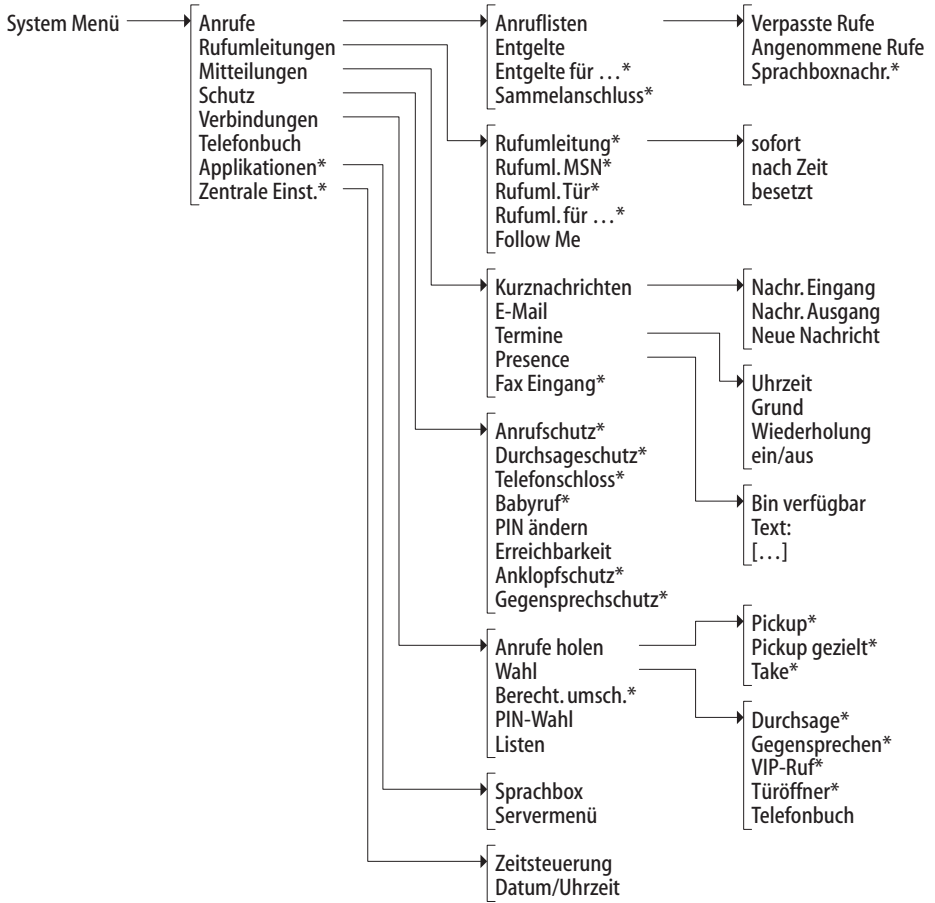 System Menü
Anrufe
Rufumleitungen
Mitteilungen
Schutz
Verbindungen
Telefonbuch
Applikationen*
Zentrale Einst.*
Anruflisten
Entgelte
Entgelte für …*
Sammelanschluss*
Verpasste Rufe
Angenommene Rufe
Sprachboxnachr.*
Rufumleitung*
Rufuml. MSN*
Rufuml. Tür*
Rufuml. für …*
Follow Me
sofort
nach Zeit
besetzt
Kurznachrichten
E-Mail
Termine
Presence
Fax Eingang*
Nachr. Eingang
Nachr. Ausgang
Neue Nachricht
Uhrzeit
Grund
Wiederholung
ein/aus
Anrufschutz*
Durchsageschutz*
Telefonschloss*
Babyruf*
PIN ändern
Erreichbarkeit
Anklopfschutz*
Gegensprechschutz*
Bin verfügbar
Text:
[…]
Anrufe holen
Wahl
Berecht. umsch.*
PIN-Wahl
Listen
Pickup*
Pickup gezielt*
Take*
Durchsage*
Gegensprechen*
VIP-Ruf*
Türöffner*
Telefonbuch
Sprachbox
Servermenü
Zeitsteuerung
Datum/Uhrzeit